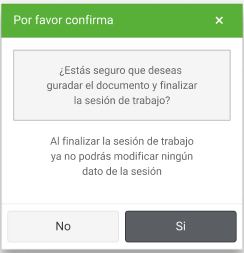 Por favor confirma ×
¿Estás seguro que deseas
guradar el documento y finalizar
la sesión de trabajo?
Al finalizar la sesión de trabajo
ya no podrás modificar ningún
dato de la sesión
No Si